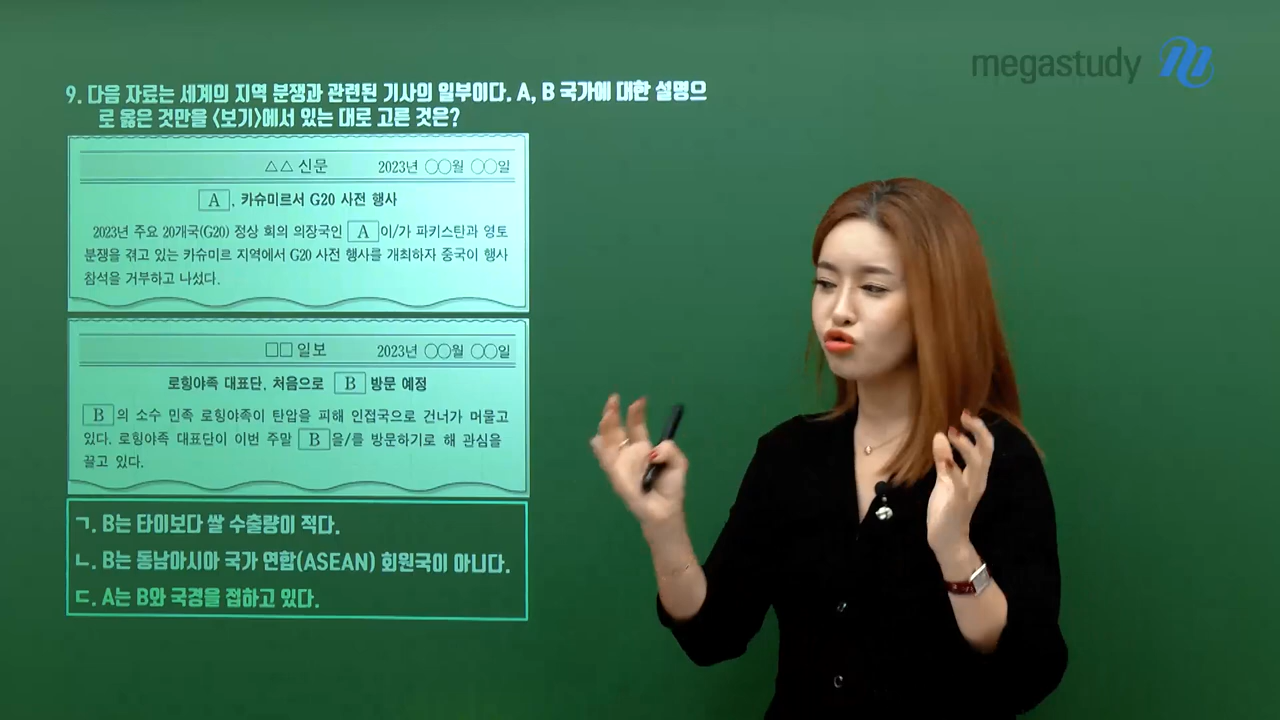 megastudy
9. 다음 자료는 세계의 지역 분쟁과 관련된 기사의 일부이다. A, B 국가에 대한 설명으
로 옳은 것만을 〈보기〉에서 있는 대로 고른 것은?
△△ 신문 2023년 ○○월 ○○일
A, 카슈미르서 G20 사전 행사
2023년 주요 20개국(G20) 정상 회의 의장국인 A 이/가 파키스탄과 영토
분쟁을 겪고 있는 카슈미르 지역에서 G20 사전 행사를 개최하자 중국이 행사
참석을 거부하고 나섰다.
□□ 일보 2023년 ○○월 ○○일
로힝야족 대표단, 처음으로 B 방문 예정
B 의 소수 민족 로힝야족이 탄압을 피해 인접국으로 건너가 머물고
있다. 로힝야족 대표단이 이번 주말 B 을/를 방문하기로 해 관심을
끌고 있다.
ㄱ. B는 타이보다 쌀 수출량이 적다.
ㄴ. B는 동남아시아 국가 연합(ASEAN) 회원국이 아니다.
ㄷ. A는 B와 국경을 접하고 있다.